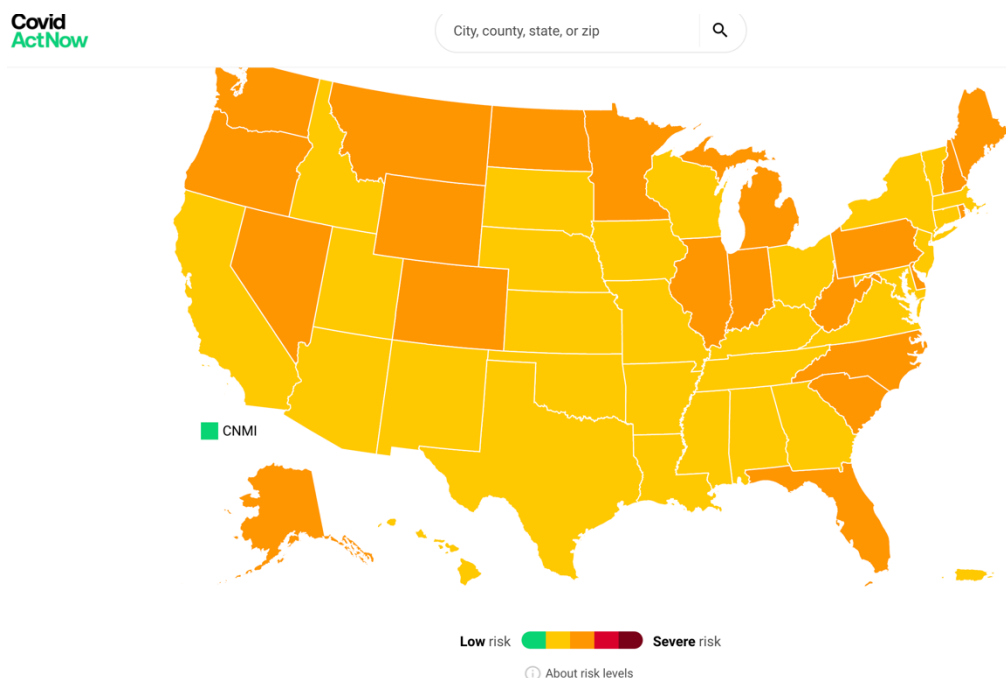 Covid
ActNow
City, county, state, or zip
CNMI
Low risk
Severe risk
About risk levels